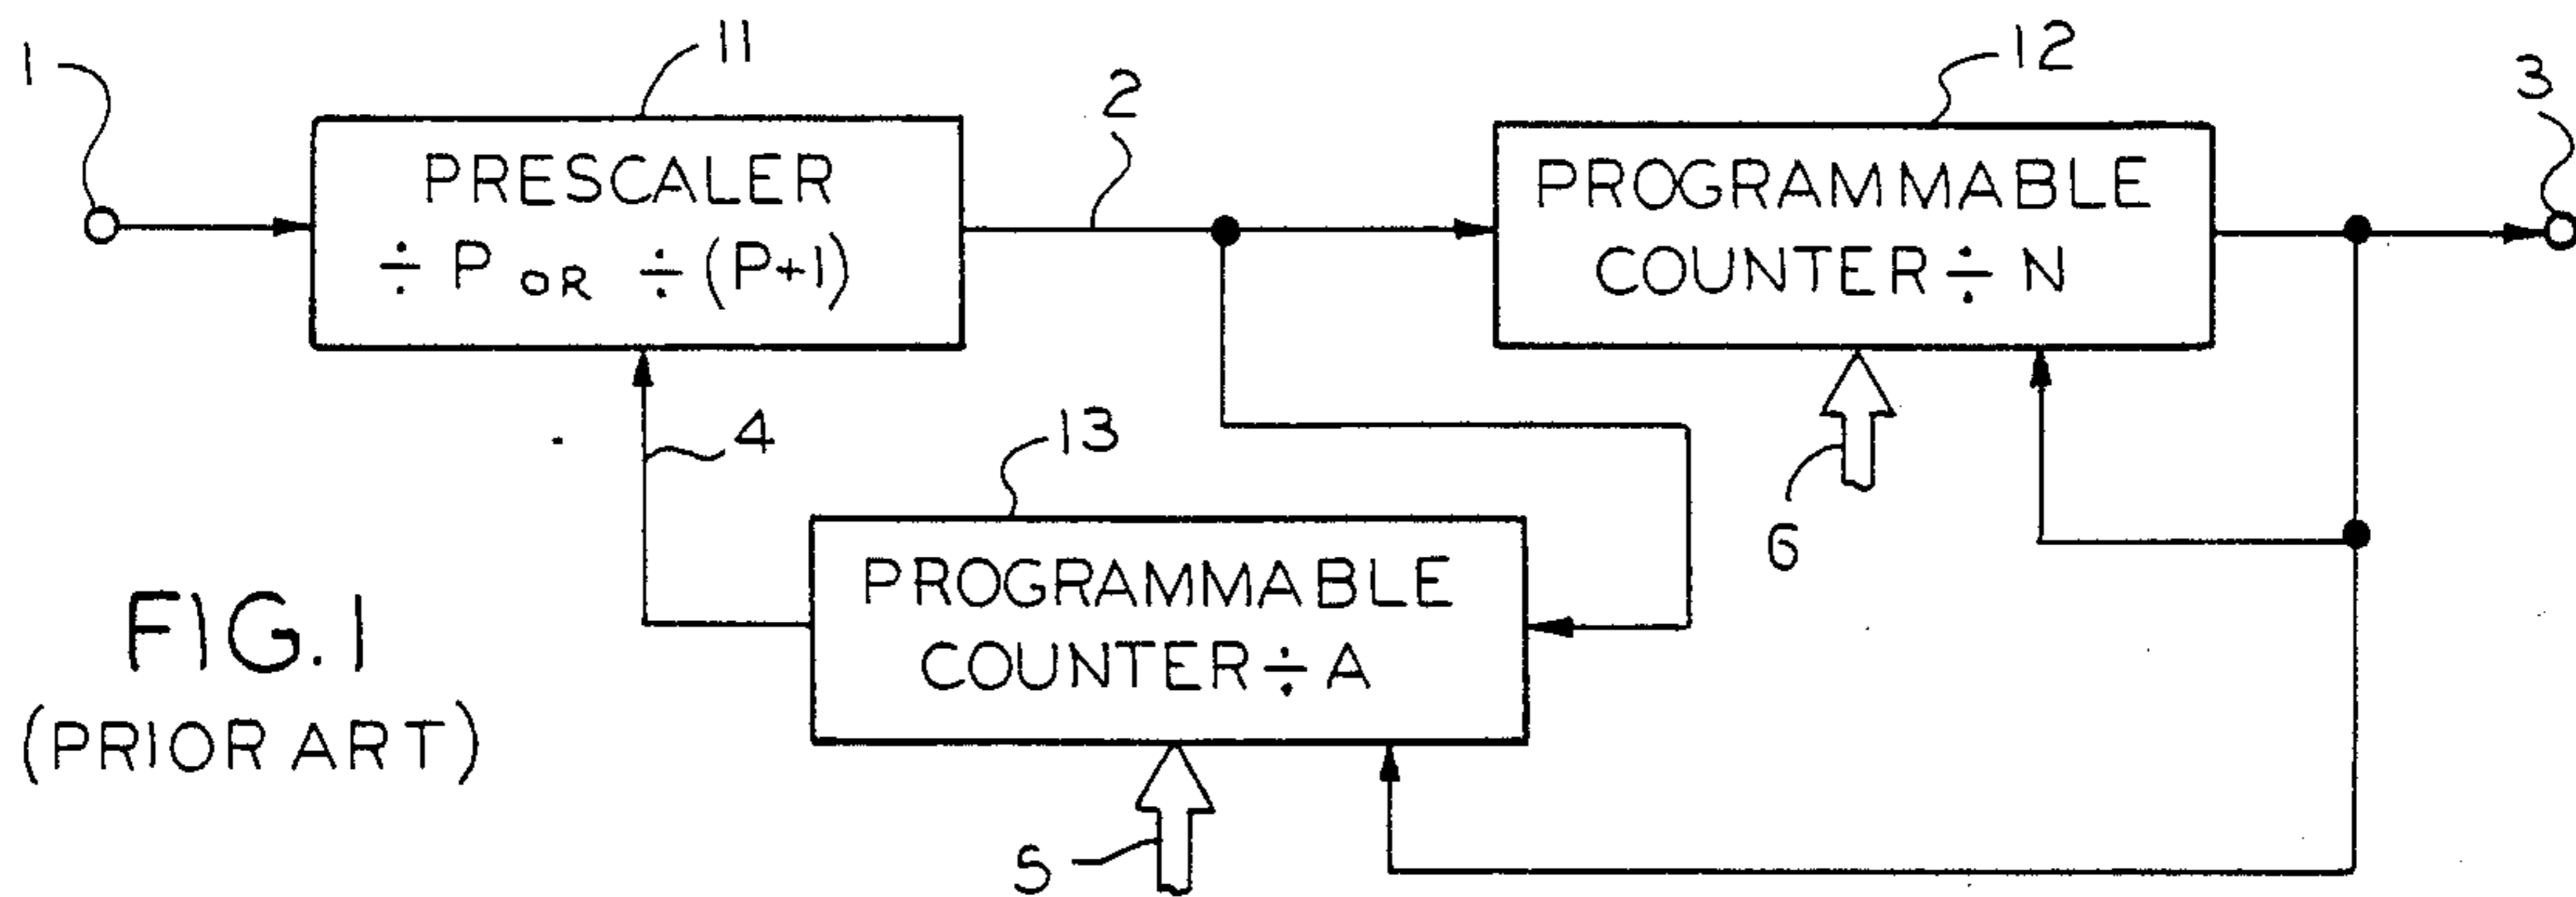 1
11
2
12
3
PRESCALER
÷ P OR ÷ (P+1)
PROGRAMMABLE
COUNTER ÷ N
4
13
6
PROGRAMMABLE
COUNTER ÷ A
5
FIG. 1
(PRIOR ART)